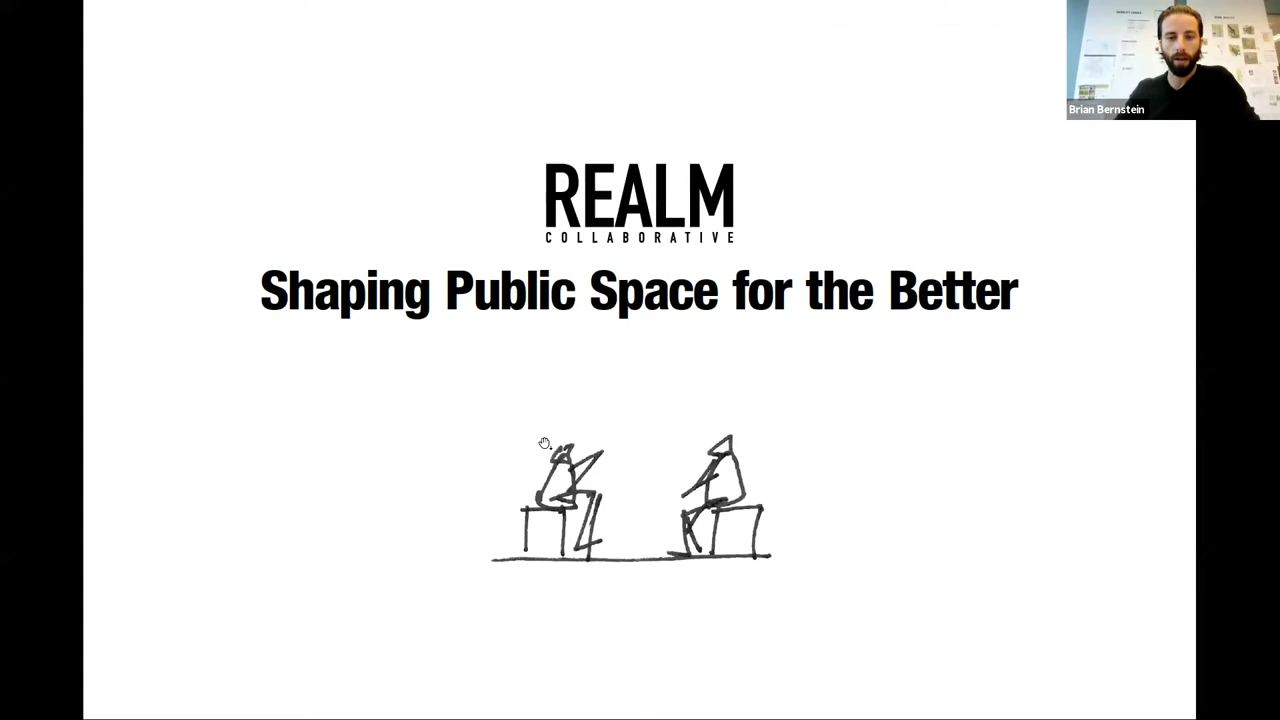 REALM
COLLABORATIVE
Shaping Public Space for the Better
Brian Bernstein